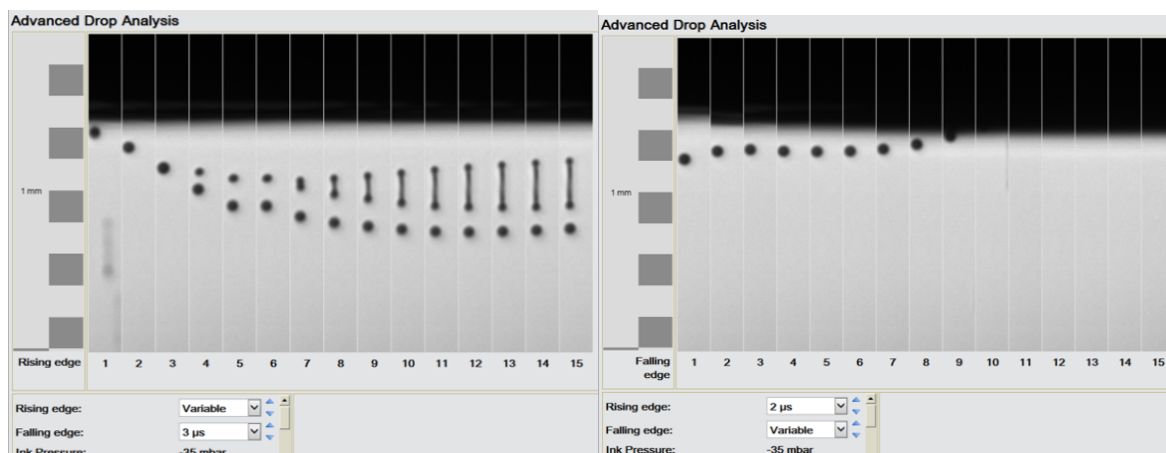 Advanced Drop Analysis
1 mm
Rising edge 1 2 3 4 5 6 7 8 9 10 11 12 13 14 15
Rising edge: Variable
Falling edge: 3 µs
Ink Pressure: -35 mbar
Advanced Drop Analysis
1 mm
Falling edge 1 2 3 4 5 6 7 8 9 10 11 12 13 14 15
Rising edge: 2 µs
Falling edge: Variable
Ink Pressure: -35 mbar